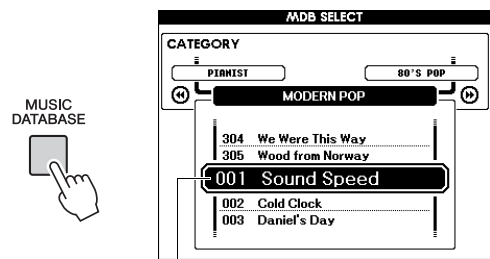 MDB SELECT
CATEGORY
PIANIST
80'S POP
MODERN POP
MUSIC
DATABASE
304 We Were This Way
305 Wood from Norway
001 Sound Speed
002 Cold Clock
003 Daniel's Day